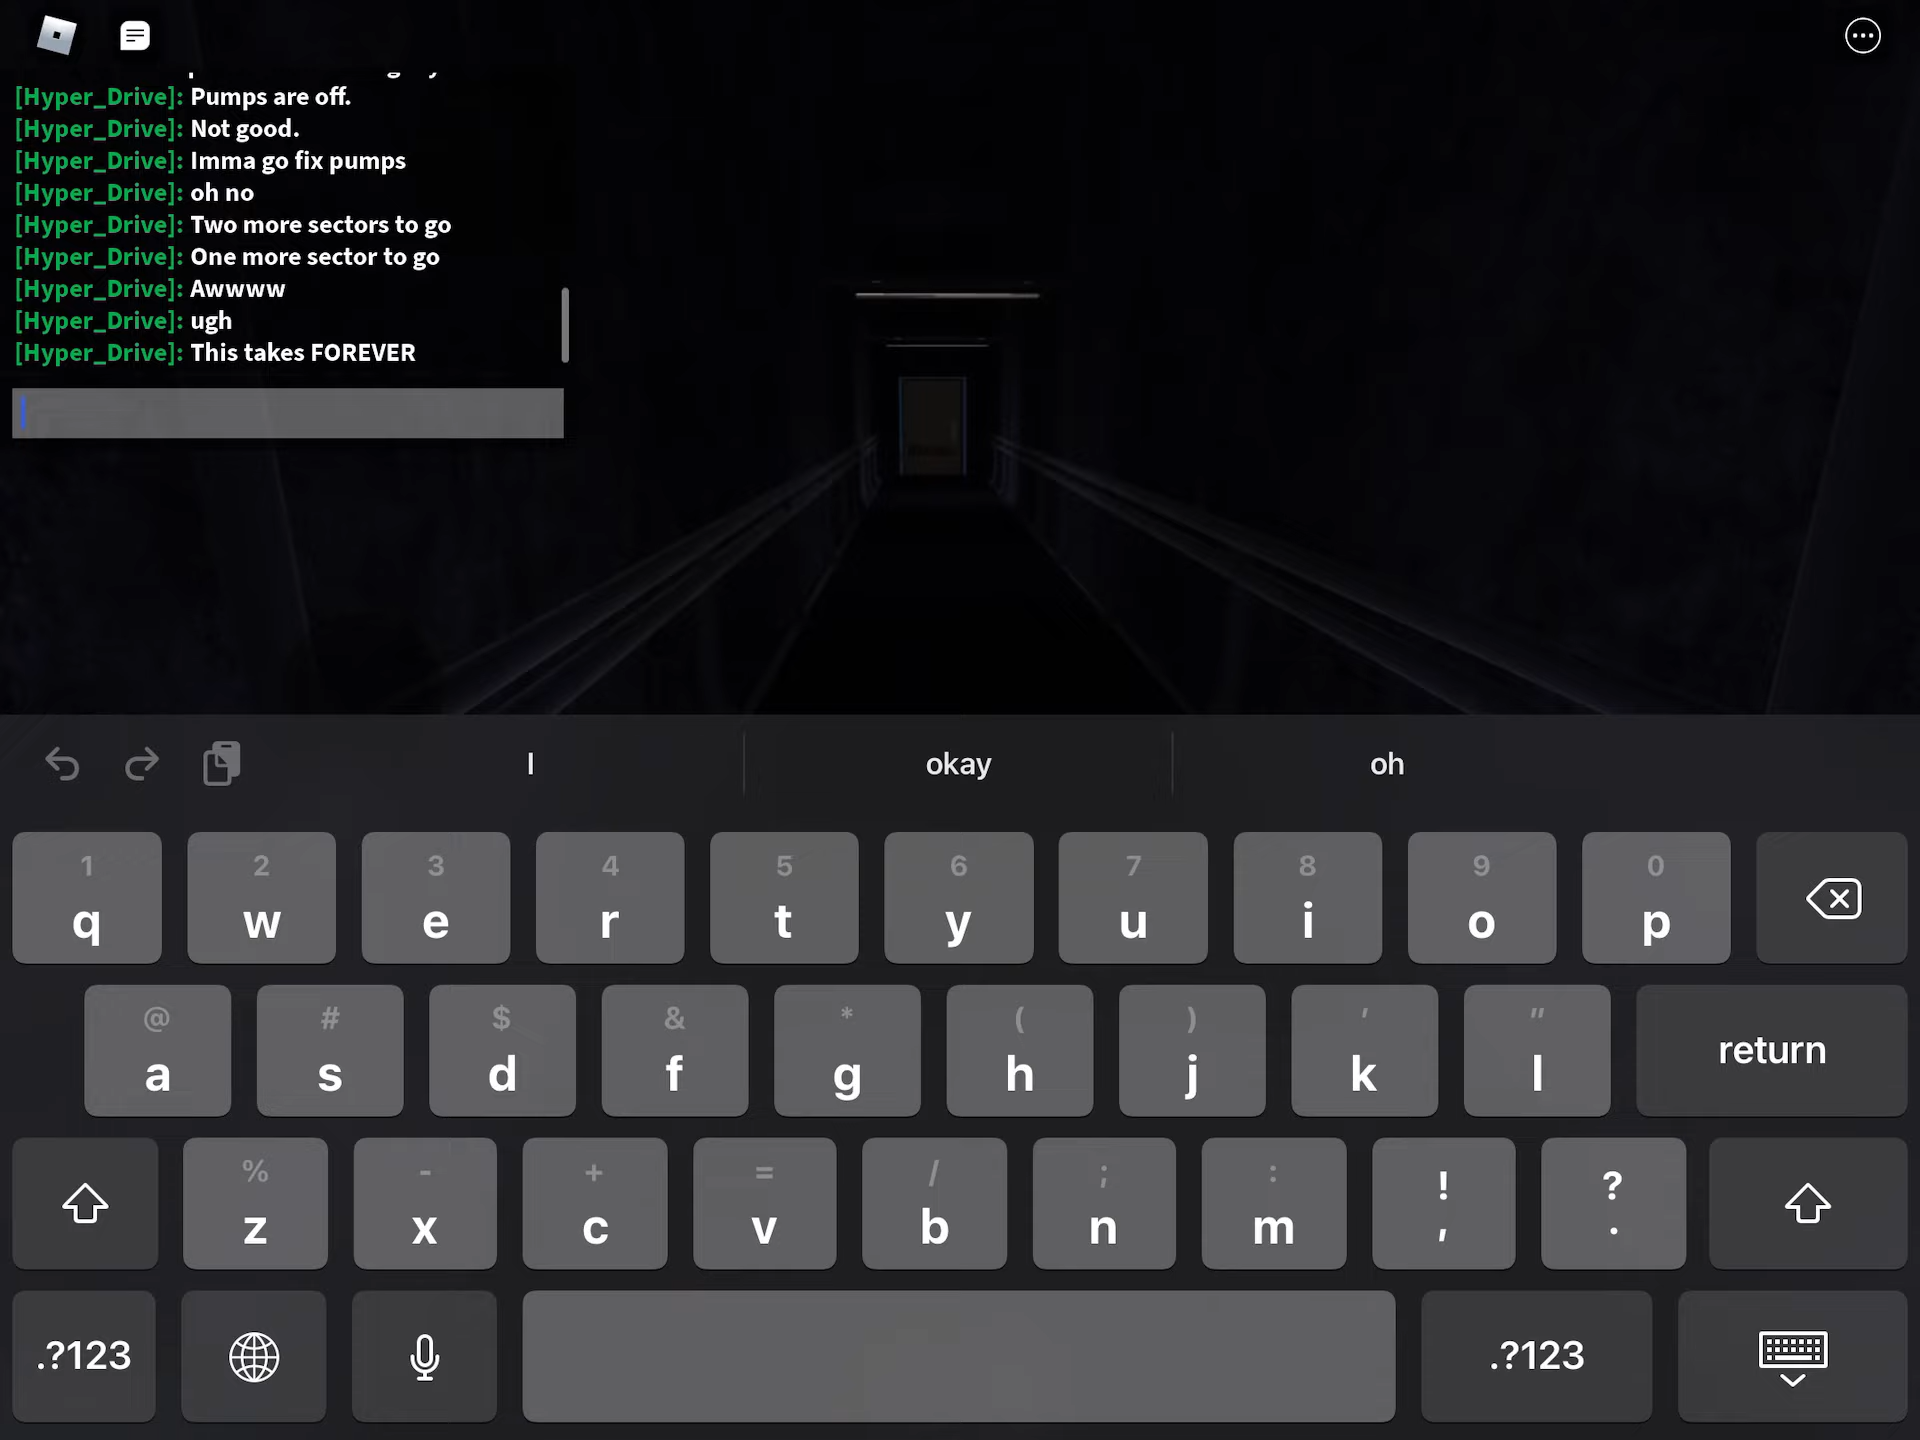 [Hyper_Drive]: Pumps are off.
[Hyper_Drive]: Not good.
[Hyper_Drive]: Imma go fix pumps
[Hyper_Drive]: oh no
[Hyper_Drive]: Two more sectors to go
[Hyper_Drive]: One more sector to go
[Hyper_Drive]: Awwww
[Hyper_Drive]: ugh
[Hyper_Drive]: This takes FOREVER
I okay oh
1 2 3 4 5 6 7 8 9 0
q w e r t y u i o p
@ # $ & * ( ) ' "
a s d f g h j k l return
% - + = / ; : ! ?
z x c v b n m , .
.?123 .?123